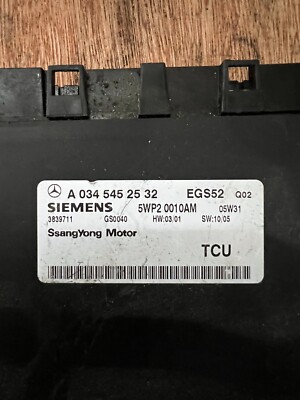 A 034 545 25 32 EGS52 Q02
SIEMENS 5WP2 0010AM 05W31
3839711 GS0040 HW:03/01 SW:10/05
SsangYong Motor
TCU